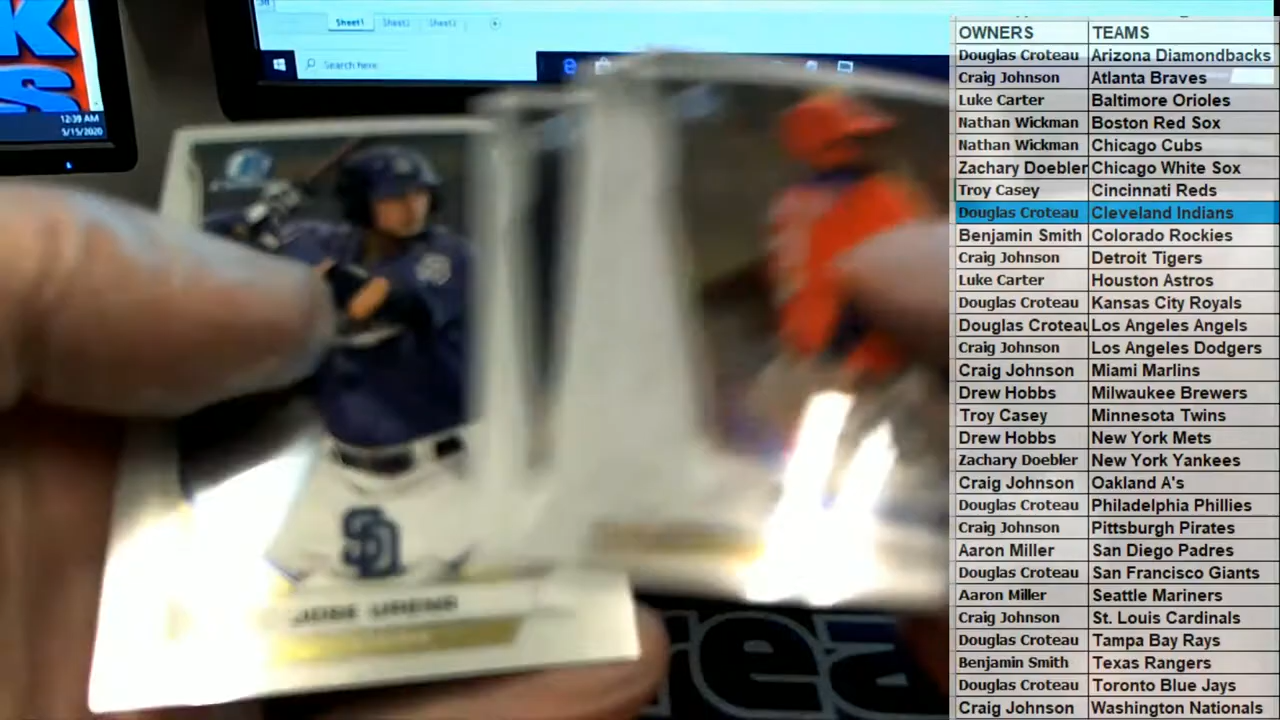 Sheet1 Sheet2 Sheet3
Search here
12:39 AM
5/15/2020
SD
JOSE URENA
rea
OWNERS TEAMS
Douglas Croteau Arizona Diamondbacks
Craig Johnson Atlanta Braves
Luke Carter Baltimore Orioles
Nathan Wickman Boston Red Sox
Nathan Wickman Chicago Cubs
Zachary Doebler Chicago White Sox
Troy Casey Cincinnati Reds
Douglas Croteau Cleveland Indians
Benjamin Smith Colorado Rockies
Craig Johnson Detroit Tigers
Luke Carter Houston Astros
Douglas Croteau Kansas City Royals
Douglas Croteau Los Angeles Angels
Craig Johnson Los Angeles Dodgers
Craig Johnson Miami Marlins
Drew Hobbs Milwaukee Brewers
Troy Casey Minnesota Twins
Drew Hobbs New York Mets
Zachary Doebler New York Yankees
Craig Johnson Oakland A's
Douglas Croteau Philadelphia Phillies
Craig Johnson Pittsburgh Pirates
Aaron Miller San Diego Padres
Douglas Croteau San Francisco Giants
Aaron Miller Seattle Mariners
Craig Johnson St. Louis Cardinals
Douglas Croteau Tampa Bay Rays
Benjamin Smith Texas Rangers
Douglas Croteau Toronto Blue Jays
Craig Johnson Washington Nationals